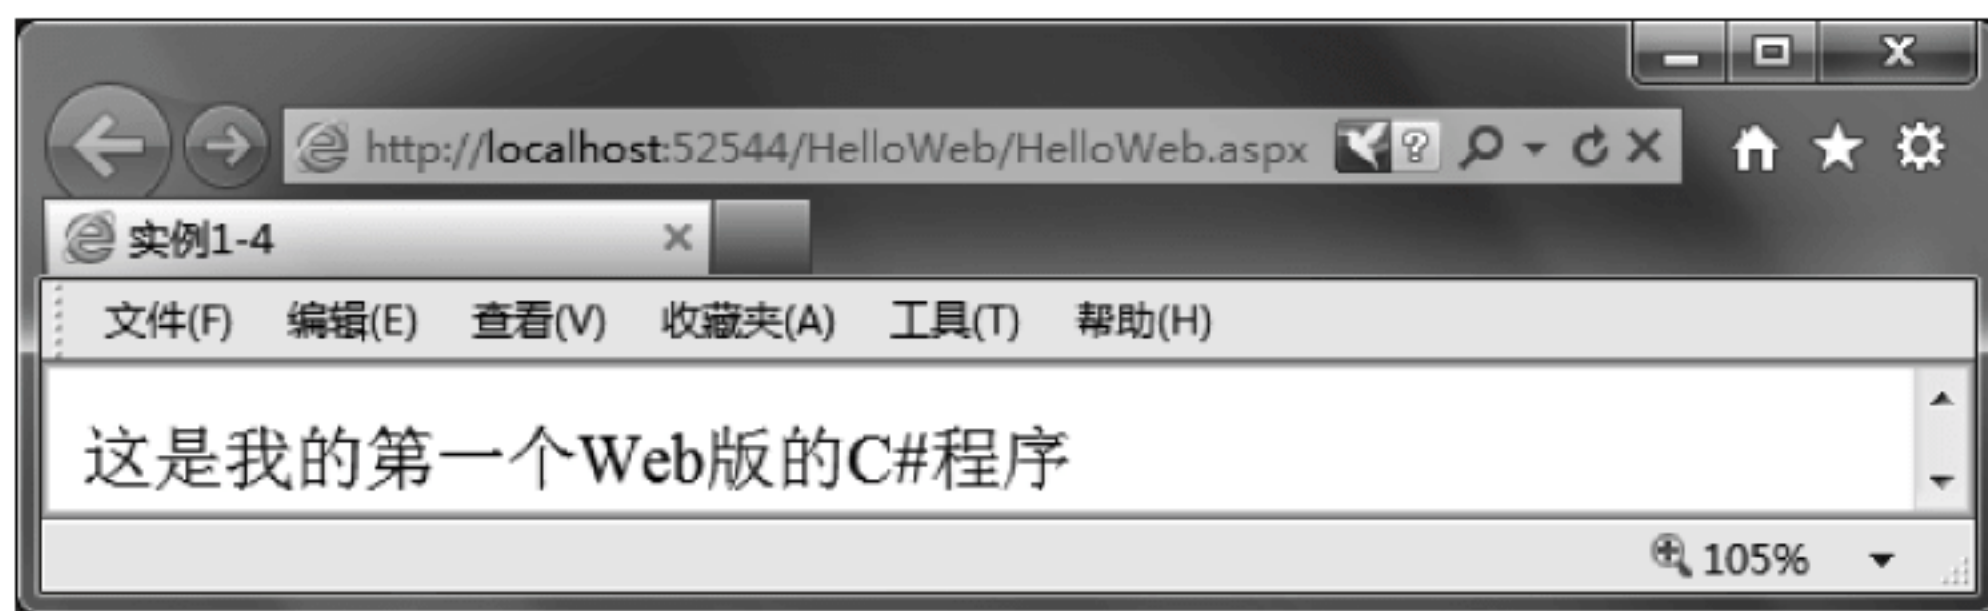 http://localhost:52544/HelloWeb/HelloWeb.aspx
实例1-4
文件(F) 编辑(E) 查看(V) 收藏夹(A) 工具(T) 帮助(H)
这是我的第一个Web版的C#程序
105%